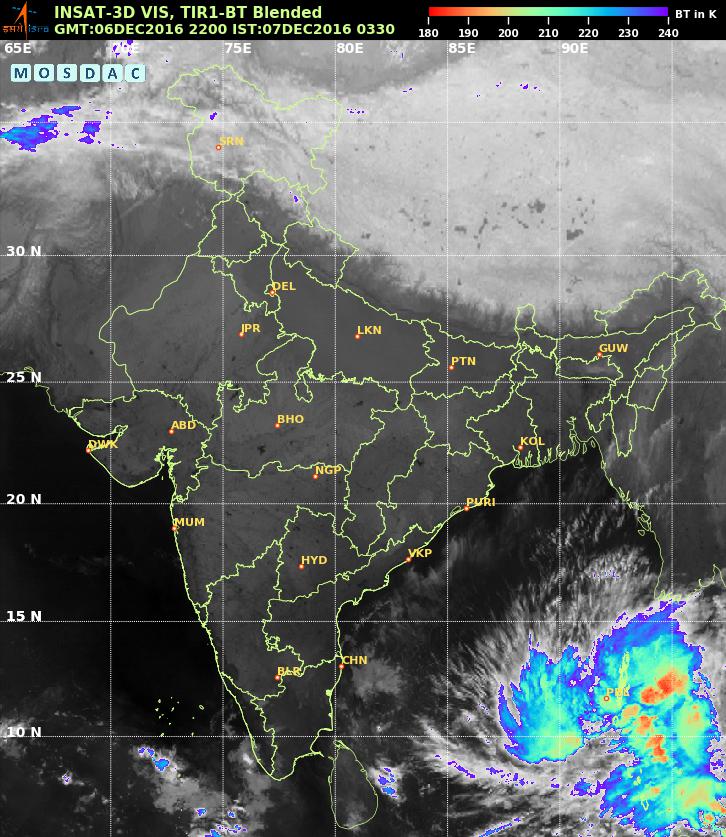 INSAT-3D VIS, TIR1-BT Blended
GMT:06DEC2016 2200 IST:07DEC2016 0330
BT in K
180 190 200 210 220 230 240
65E 75E 80E 85E 90E
MOSDAC
SRN
30 N
DEL
JPR LKN
GUW
PTN
25 N
ABD BHO
DWK KOL
NGP
20 N PURI
MUM
HYD VKP
15 N
CHN
BLR
PBL
10 N